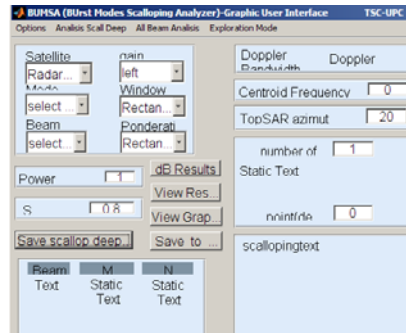 BUMSA (BUrst Modes Scalloping Analyzer)-Graphic User Interface TSC-UPC
Options Analisis Scall Deep All Beam Analisis Exploration Mode
Satellite
Radar...
Mode
select ...
Beam
select...
gain
left
Window
Rectan...
Ponderati
Rectan...
Power 1
S 0.8
Save scallop deep...
dB Results
View Res...
View Grap...
Save to ...
Beam M N
Text Static Text Static Text
Doppler Bandwidth Doppler
Centroid Frequency 0
TopSAR azimut 20
number of 1
Static Text
point(de 0
scallopingtext